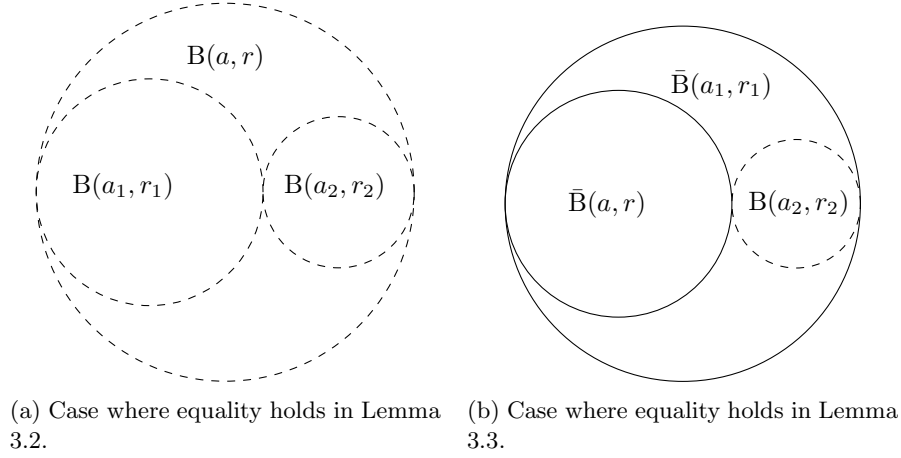 B(a, r)
B(a₁, r₁)
B(a₂, r₂)
B̄(a₁, r₁)
B̄(a, r)
B(a₂, r₂)
(a) Case where equality holds in Lemma
3.2.
(b) Case where equality holds in Lemma
3.3.